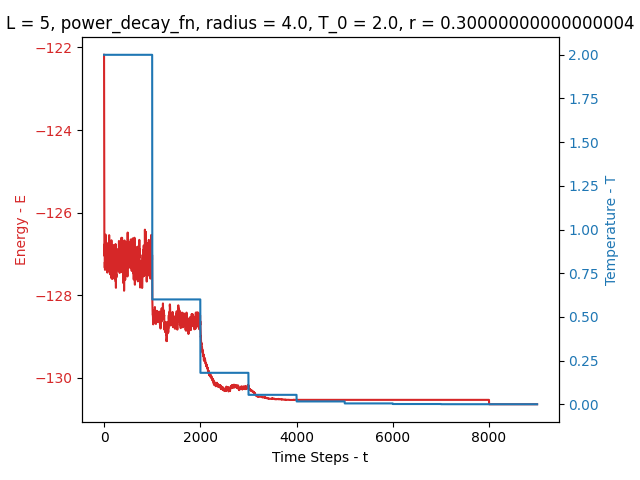 L = 5, power_decay_fn, radius = 4.0, T_0 = 2.0, r = 0.30000000000000004
−122
−124
−126
−128
−130
Energy - E
2.00
1.75
1.50
1.25
1.00
0.75
0.50
0.25
0.00
Temperature - T
0 2000 4000 6000 8000
Time Steps - t